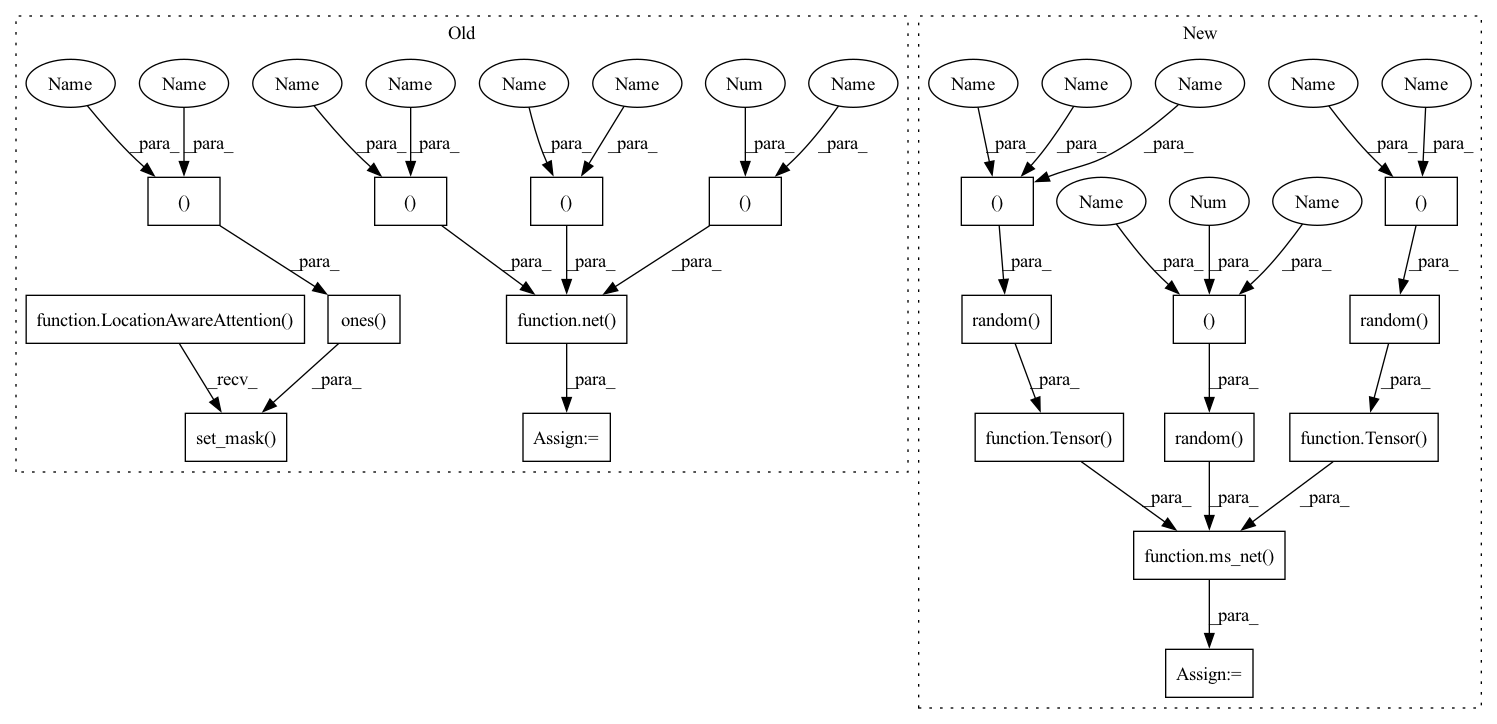 Old
New
Name Name Name Name Name Name Num Name
Name Name Name Name Name
_para_ _para_ _para_ _para_ _para_ _para_ _para_ _para_
_para_ _para_ _para_ _para_ _para_
() () () ()
() Name Num Name ()
_para_ _para_ _para_ _para_
_para_ _para_ _para_ _para_ _para_
function.LocationAwareAttention() ones() function.net()
random() () random()
_recv_ _para_ _para_
_para_ _para_ _para_
set_mask() Assign:=
function.Tensor() random() function.Tensor()
_para_ _para_ _para_
function.ms_net()
_para_
Assign:=